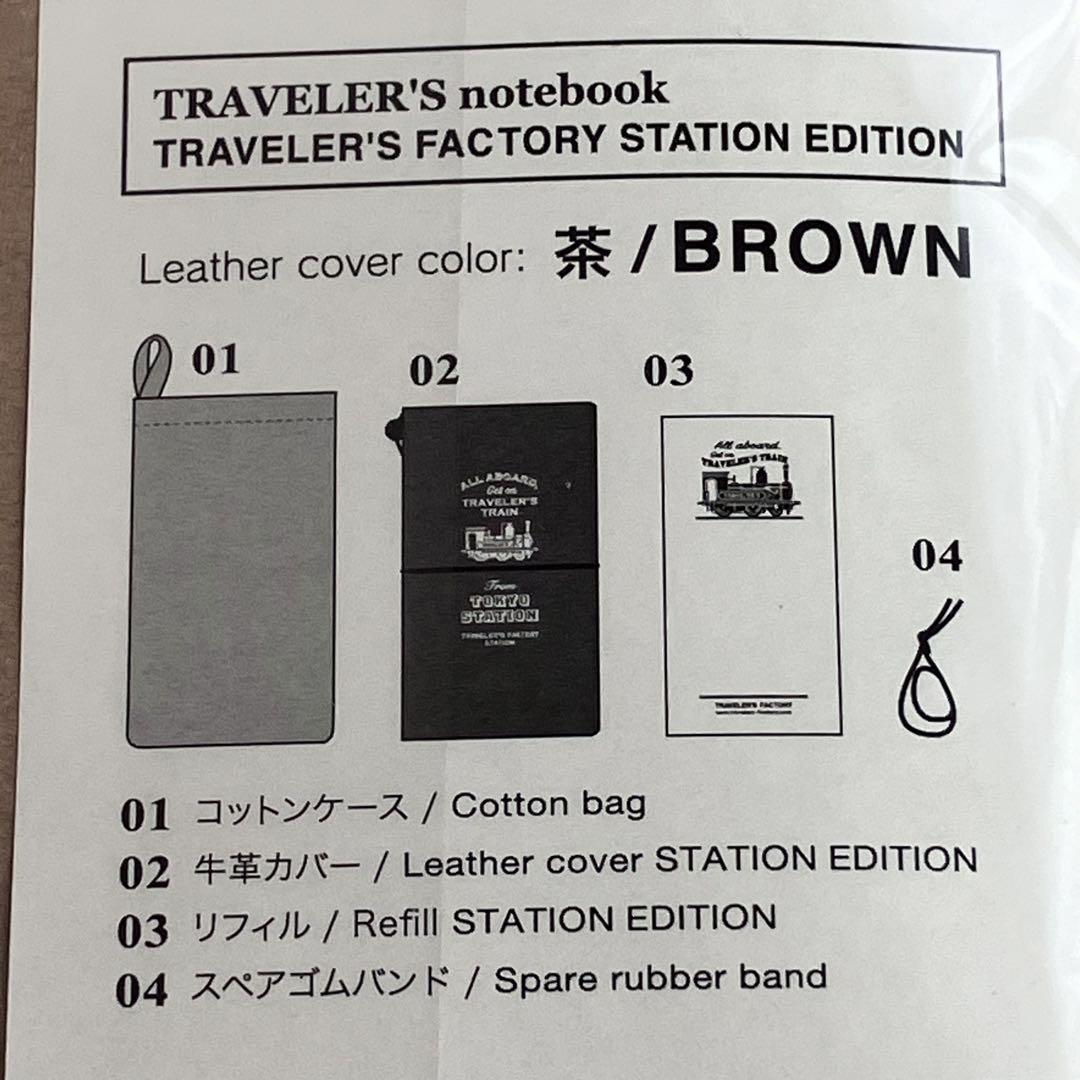 TRAVELER'S notebook
TRAVELER'S FACTORY STATION EDITION
Leather cover color: 茶 / BROWN
01
02
03
ALL ABOARD,
Get on
TRAVELER'S
TRAIN
From
TOKYO
STATION
TRAVELER'S FACTORY
STATION
All aboard.
Get on
TRAVELER'S TRAIN
TRAVELER'S FACTORY
04
01 コットンケース / Cotton bag
02 牛革カバー / Leather cover STATION EDITION
03 リフィル / Refill STATION EDITION
04 スペアゴムバンド / Spare rubber band